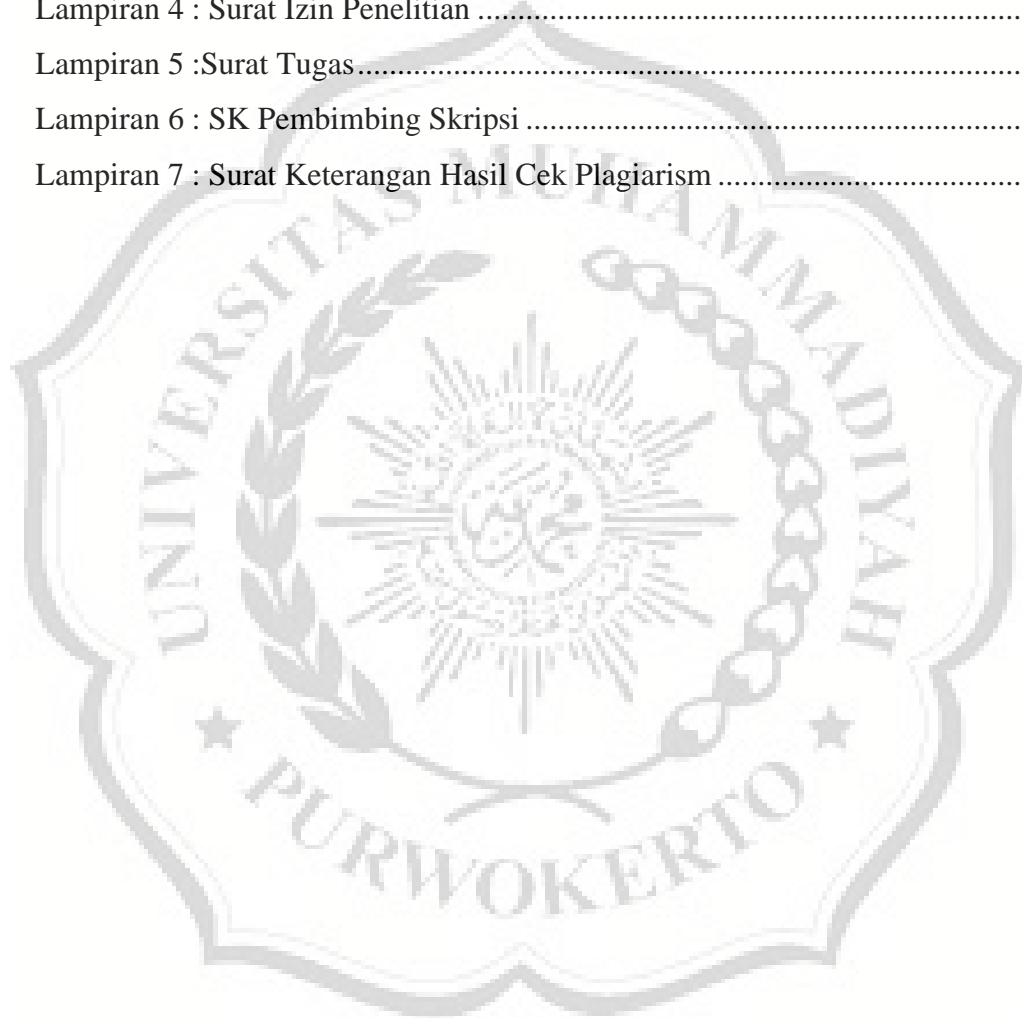 Lampiran 4 : Surat Izin Penelitian ....................................................................
Lampiran 5 :Surat Tugas...................................................................................
Lampiran 6 : SK Pembimbing Skripsi ..............................................................
Lampiran 7 : Surat Keterangan Hasil Cek Plagiarism ......................................
UNIVERSITAS MUHAMMADIYAH
PURWOKERTO